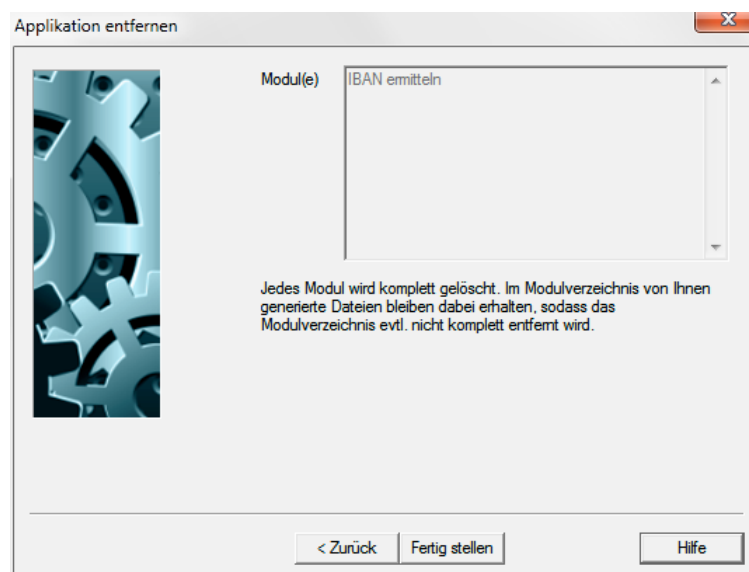 Applikation entfernen
Modul(e)
IBAN ermitteln
Jedes Modul wird komplett gelöscht. Im Modulverzeichnis von Ihnen
generierte Dateien bleiben dabei erhalten, sodass das
Modulverzeichnis evtl. nicht komplett entfernt wird.
< Zurück
Fertig stellen
Hilfe